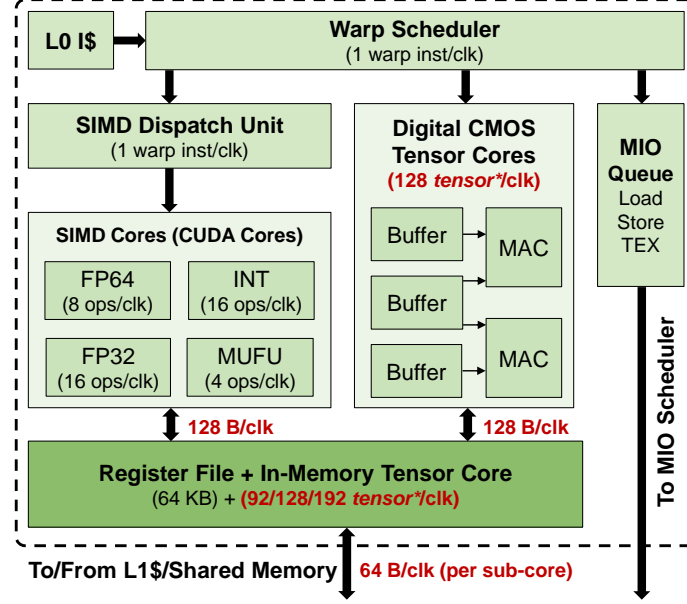 L0 I$
Warp Scheduler
(1 warp inst/clk)
SIMD Dispatch Unit
(1 warp inst/clk)
Digital CMOS
Tensor Cores
(128 tensor*/clk)
MIO
Queue
Load
Store
TEX
SIMD Cores (CUDA Cores)
FP64
(8 ops/clk)
INT
(16 ops/clk)
FP32
(16 ops/clk)
MUFU
(4 ops/clk)
Buffer
MAC
Buffer
Buffer
MAC
128 B/clk
128 B/clk
To MIO Scheduler
Register File + In-Memory Tensor Core
(64 KB) + (92/128/192 tensor*/clk)
To/From L1$/Shared Memory
64 B/clk (per sub-core)